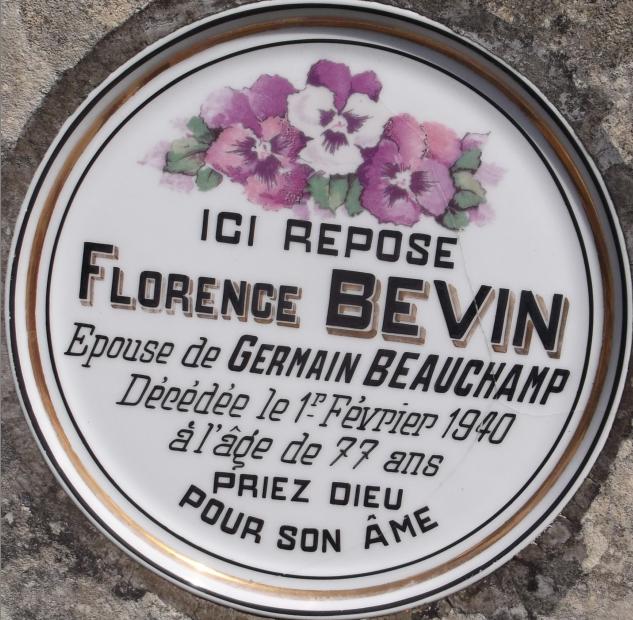 ICI REPOSE
FLORENCE BEVIN
Epouse de GERMAIN BEAUCHAMP
Décédée le 1er Février 1940
à l'âge de 77 ans
PRIEZ DIEU
POUR SON ÂME